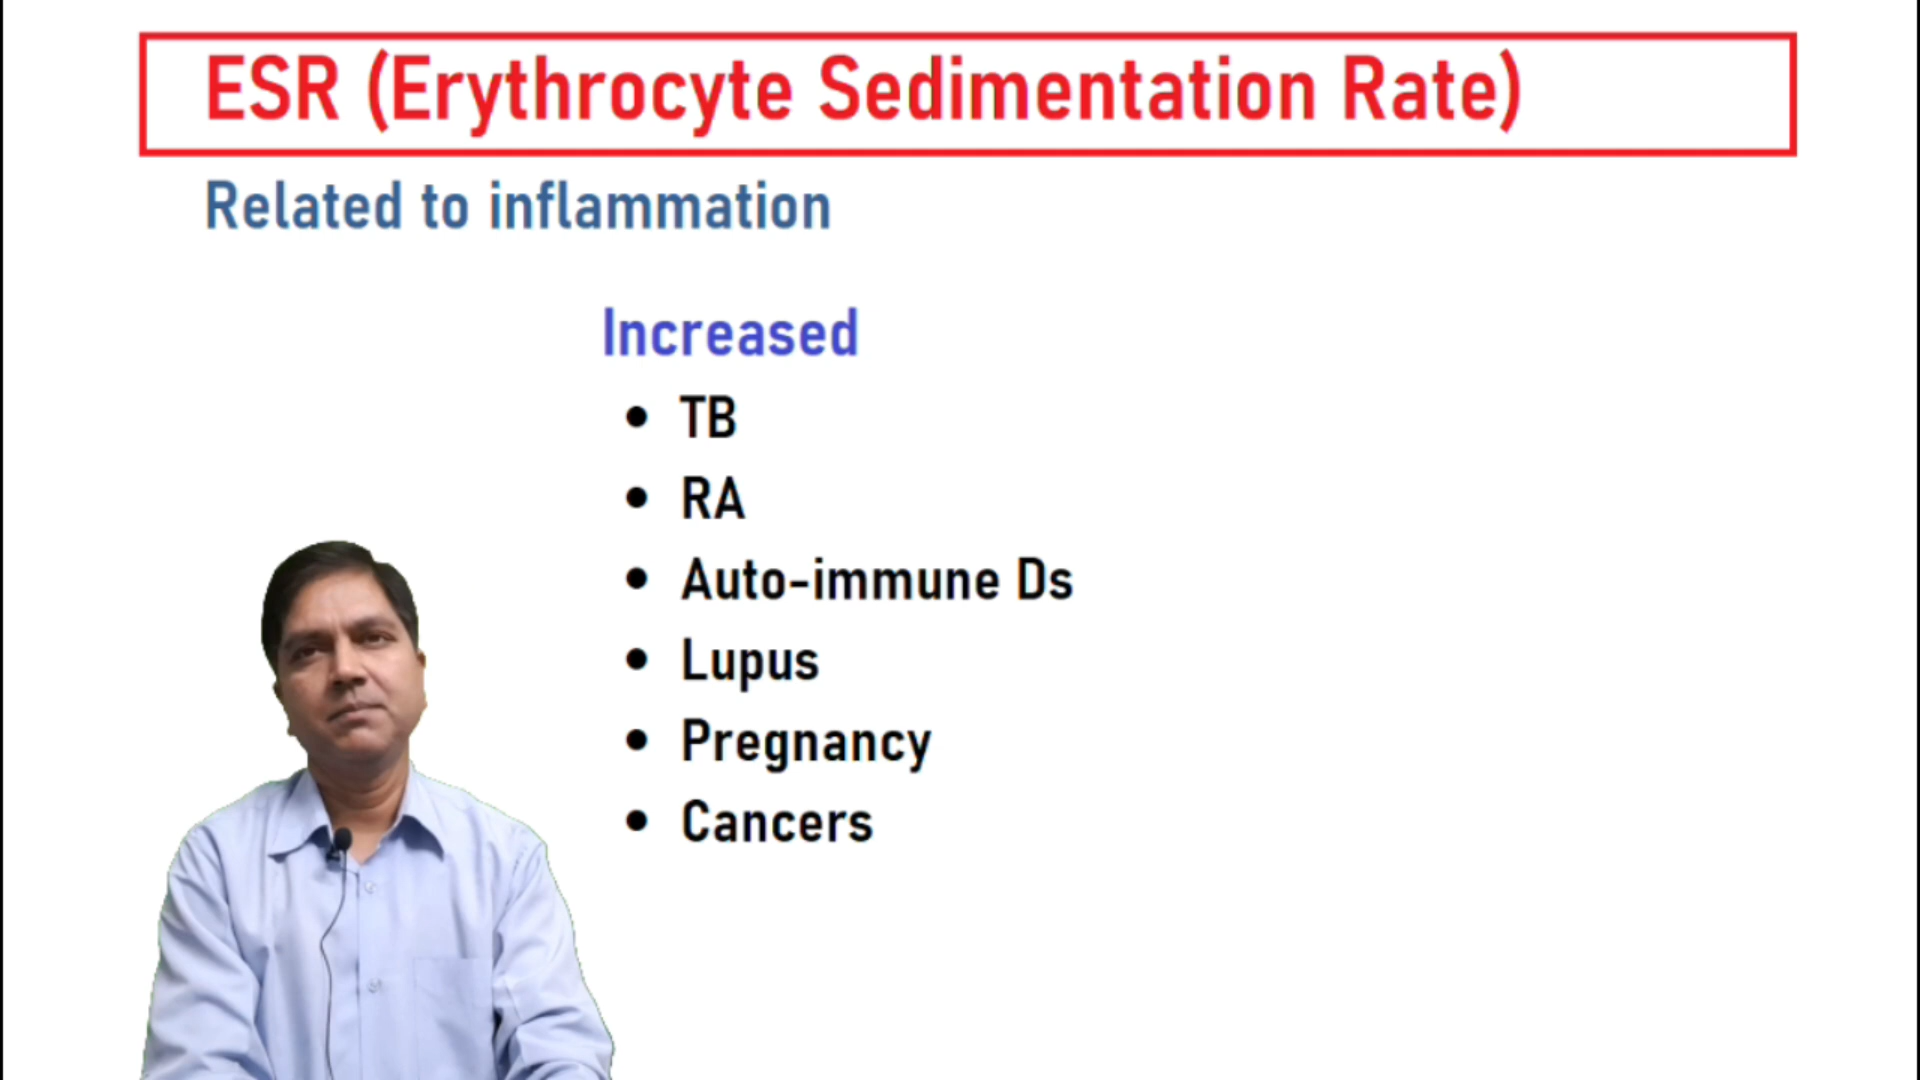 ESR (Erythrocyte Sedimentation Rate)
Related to inflammation
Increased
• TB
• RA
• Auto-immune Ds
• Lupus
• Pregnancy
• Cancers